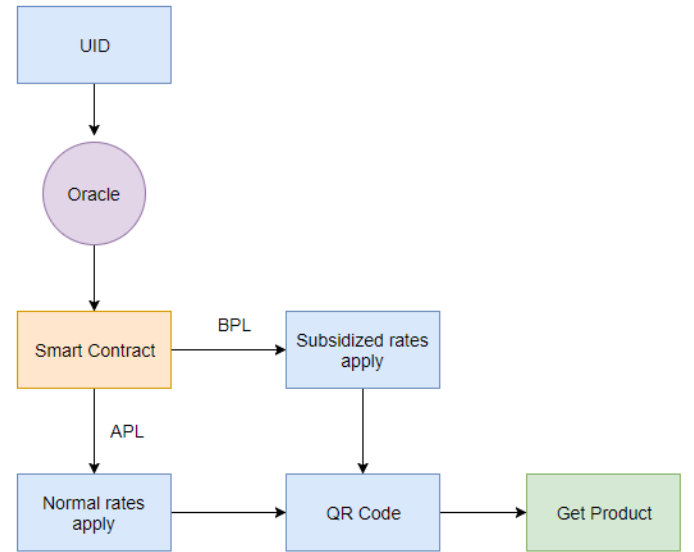 UID
Oracle
Smart Contract
BPL
Subsidized rates
apply
APL
Normal rates
apply
QR Code
Get Product